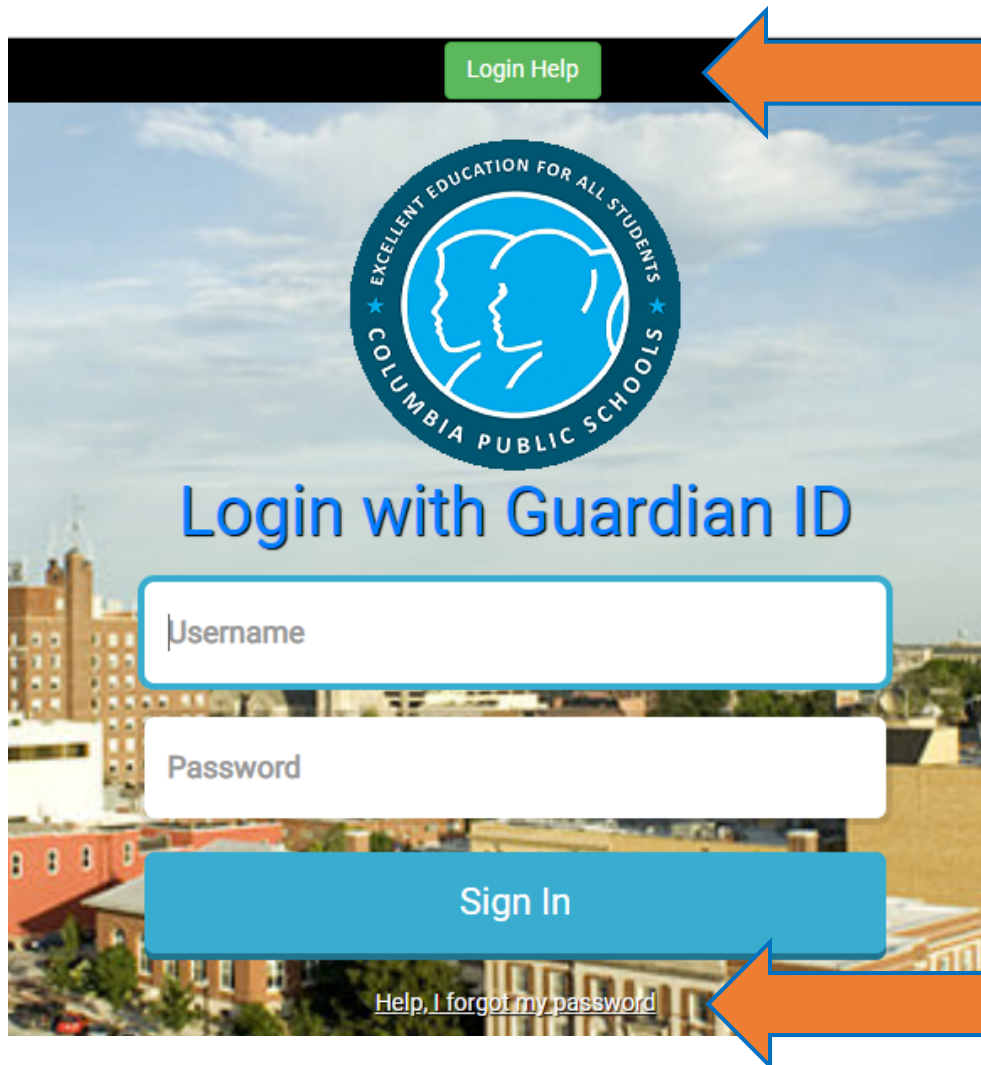 Login Help
EXCELLENT EDUCATION FOR ALL STUDENTS
COLUMBIA PUBLIC SCHOOLS
Login with Guardian ID
Username
Password
Sign In
Help, I forgot my password